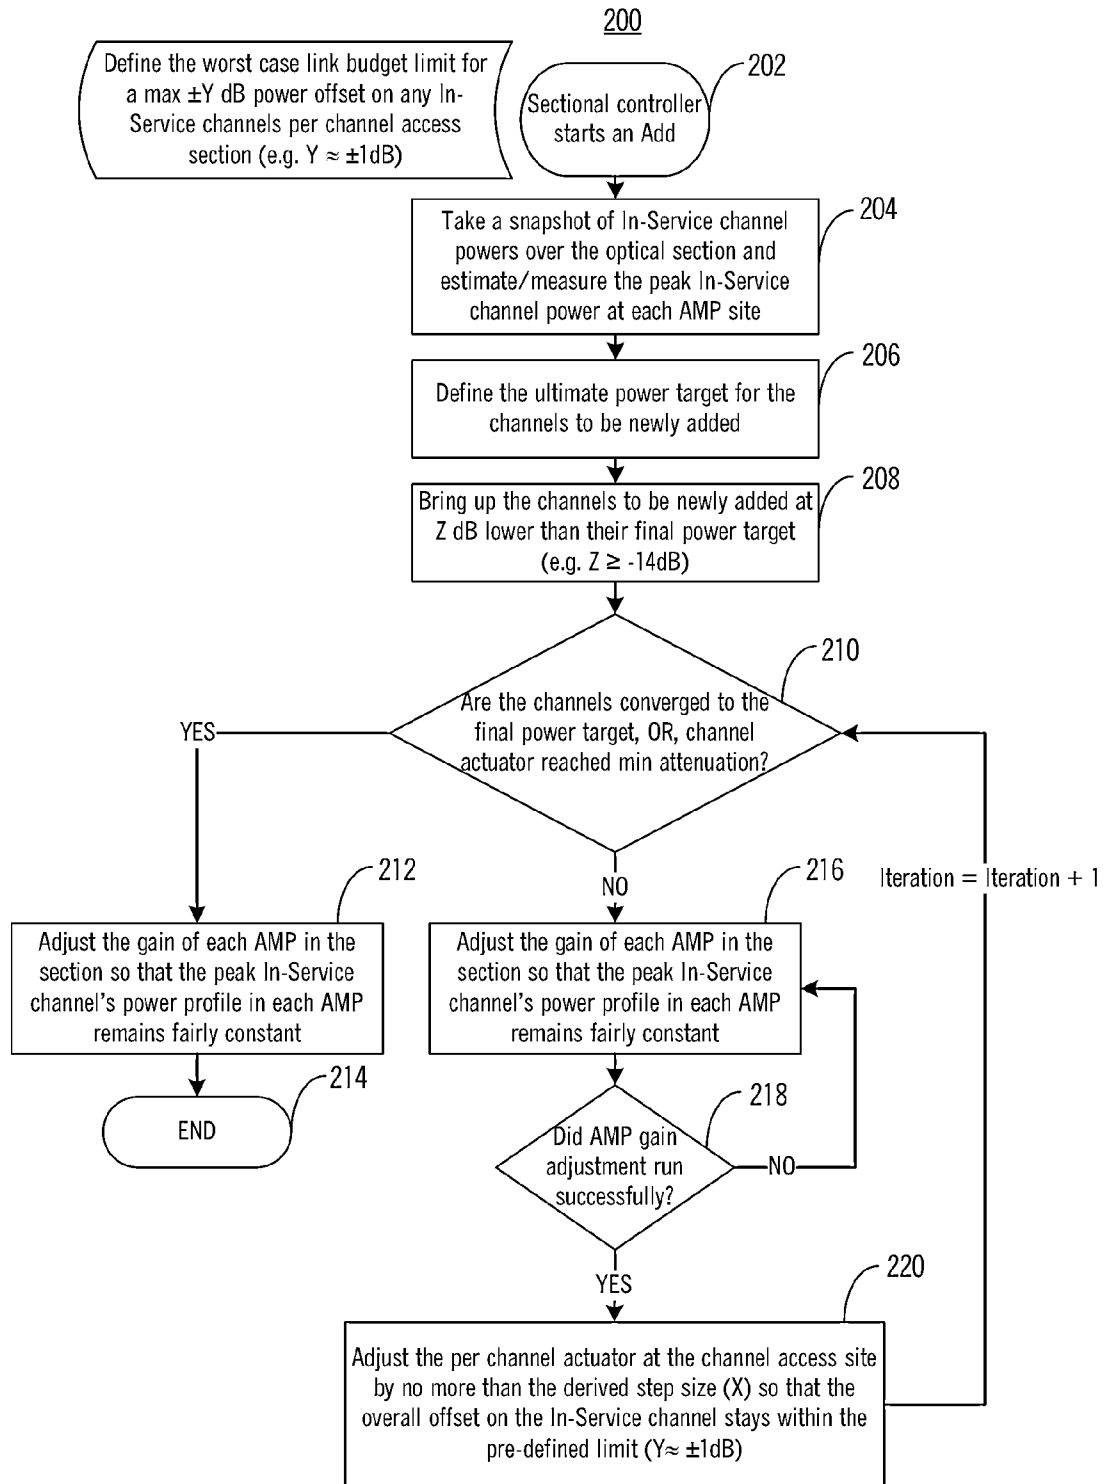 200
Define the worst case link budget limit for
a max ±Y dB power offset on any In-
Service channels per channel access
section (e.g. Y ≈ ±1dB)
202
Sectional controller
starts an Add
204
Take a snapshot of In-Service channel
powers over the optical section and
estimate/measure the peak In-Service
channel power at each AMP site
206
Define the ultimate power target for the
channels to be newly added
208
Bring up the channels to be newly added at
Z dB lower than their final power target
(e.g. Z ≥ -14dB)
210
Are the channels converged to the
final power target, OR, channel
actuator reached min attenuation?
YES
NO
Iteration = Iteration + 1
212
Adjust the gain of each AMP in the
section so that the peak In-Service
channel's power profile in each AMP
remains fairly constant
216
Adjust the gain of each AMP in the
section so that the peak In-Service
channel's power profile in each AMP
remains fairly constant
214
END
218
Did AMP gain
adjustment run
successfully?
NO
YES
220
Adjust the per channel actuator at the channel access site
by no more than the derived step size (X) so that the
overall offset on the In-Service channel stays within the
pre-defined limit (Y≈ ±1dB)